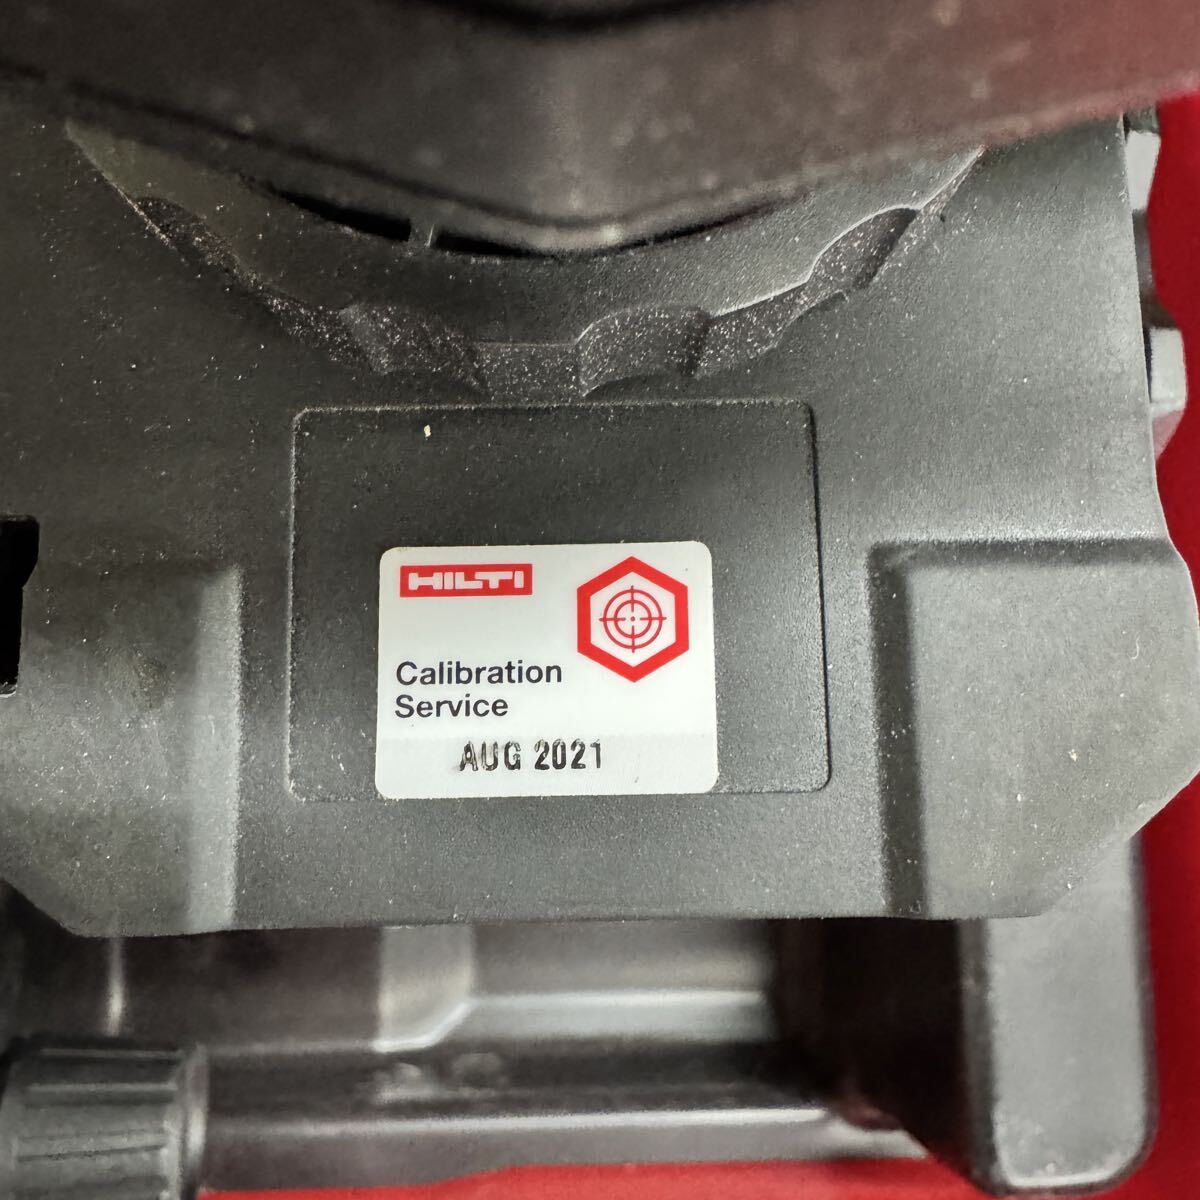 HILTI
Calibration
Service
AUG 2021